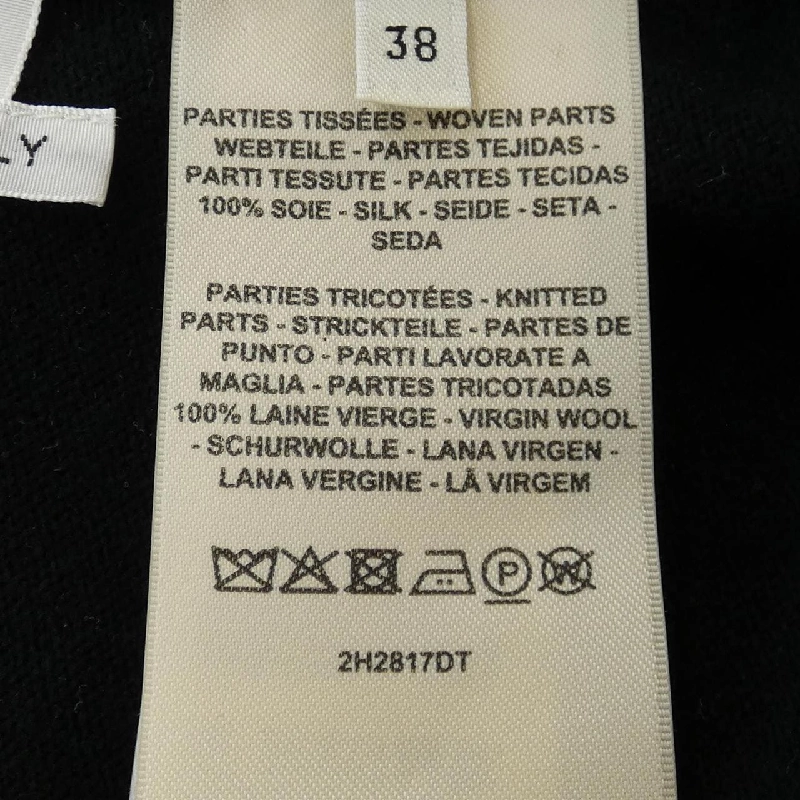 38
LY
PARTIES TISSÉES - WOVEN PARTS
WEBTEILE - PARTES TEJIDAS -
PARTI TESSUTE - PARTES TECIDAS
100% SOIE - SILK - SEIDE - SETA -
SEDA
PARTIES TRICOTÉES - KNITTED
PARTS - STRICKTEILE - PARTES DE
PUNTO - PARTI LAVORATE A
MAGLIA - PARTES TRICOTADAS
100% LAINE VIERGE - VIRGIN WOOL
- SCHURWOLLE - LANA VIRGEN -
LANA VERGINE - LÃ VIRGEM
P W
2H2817DT